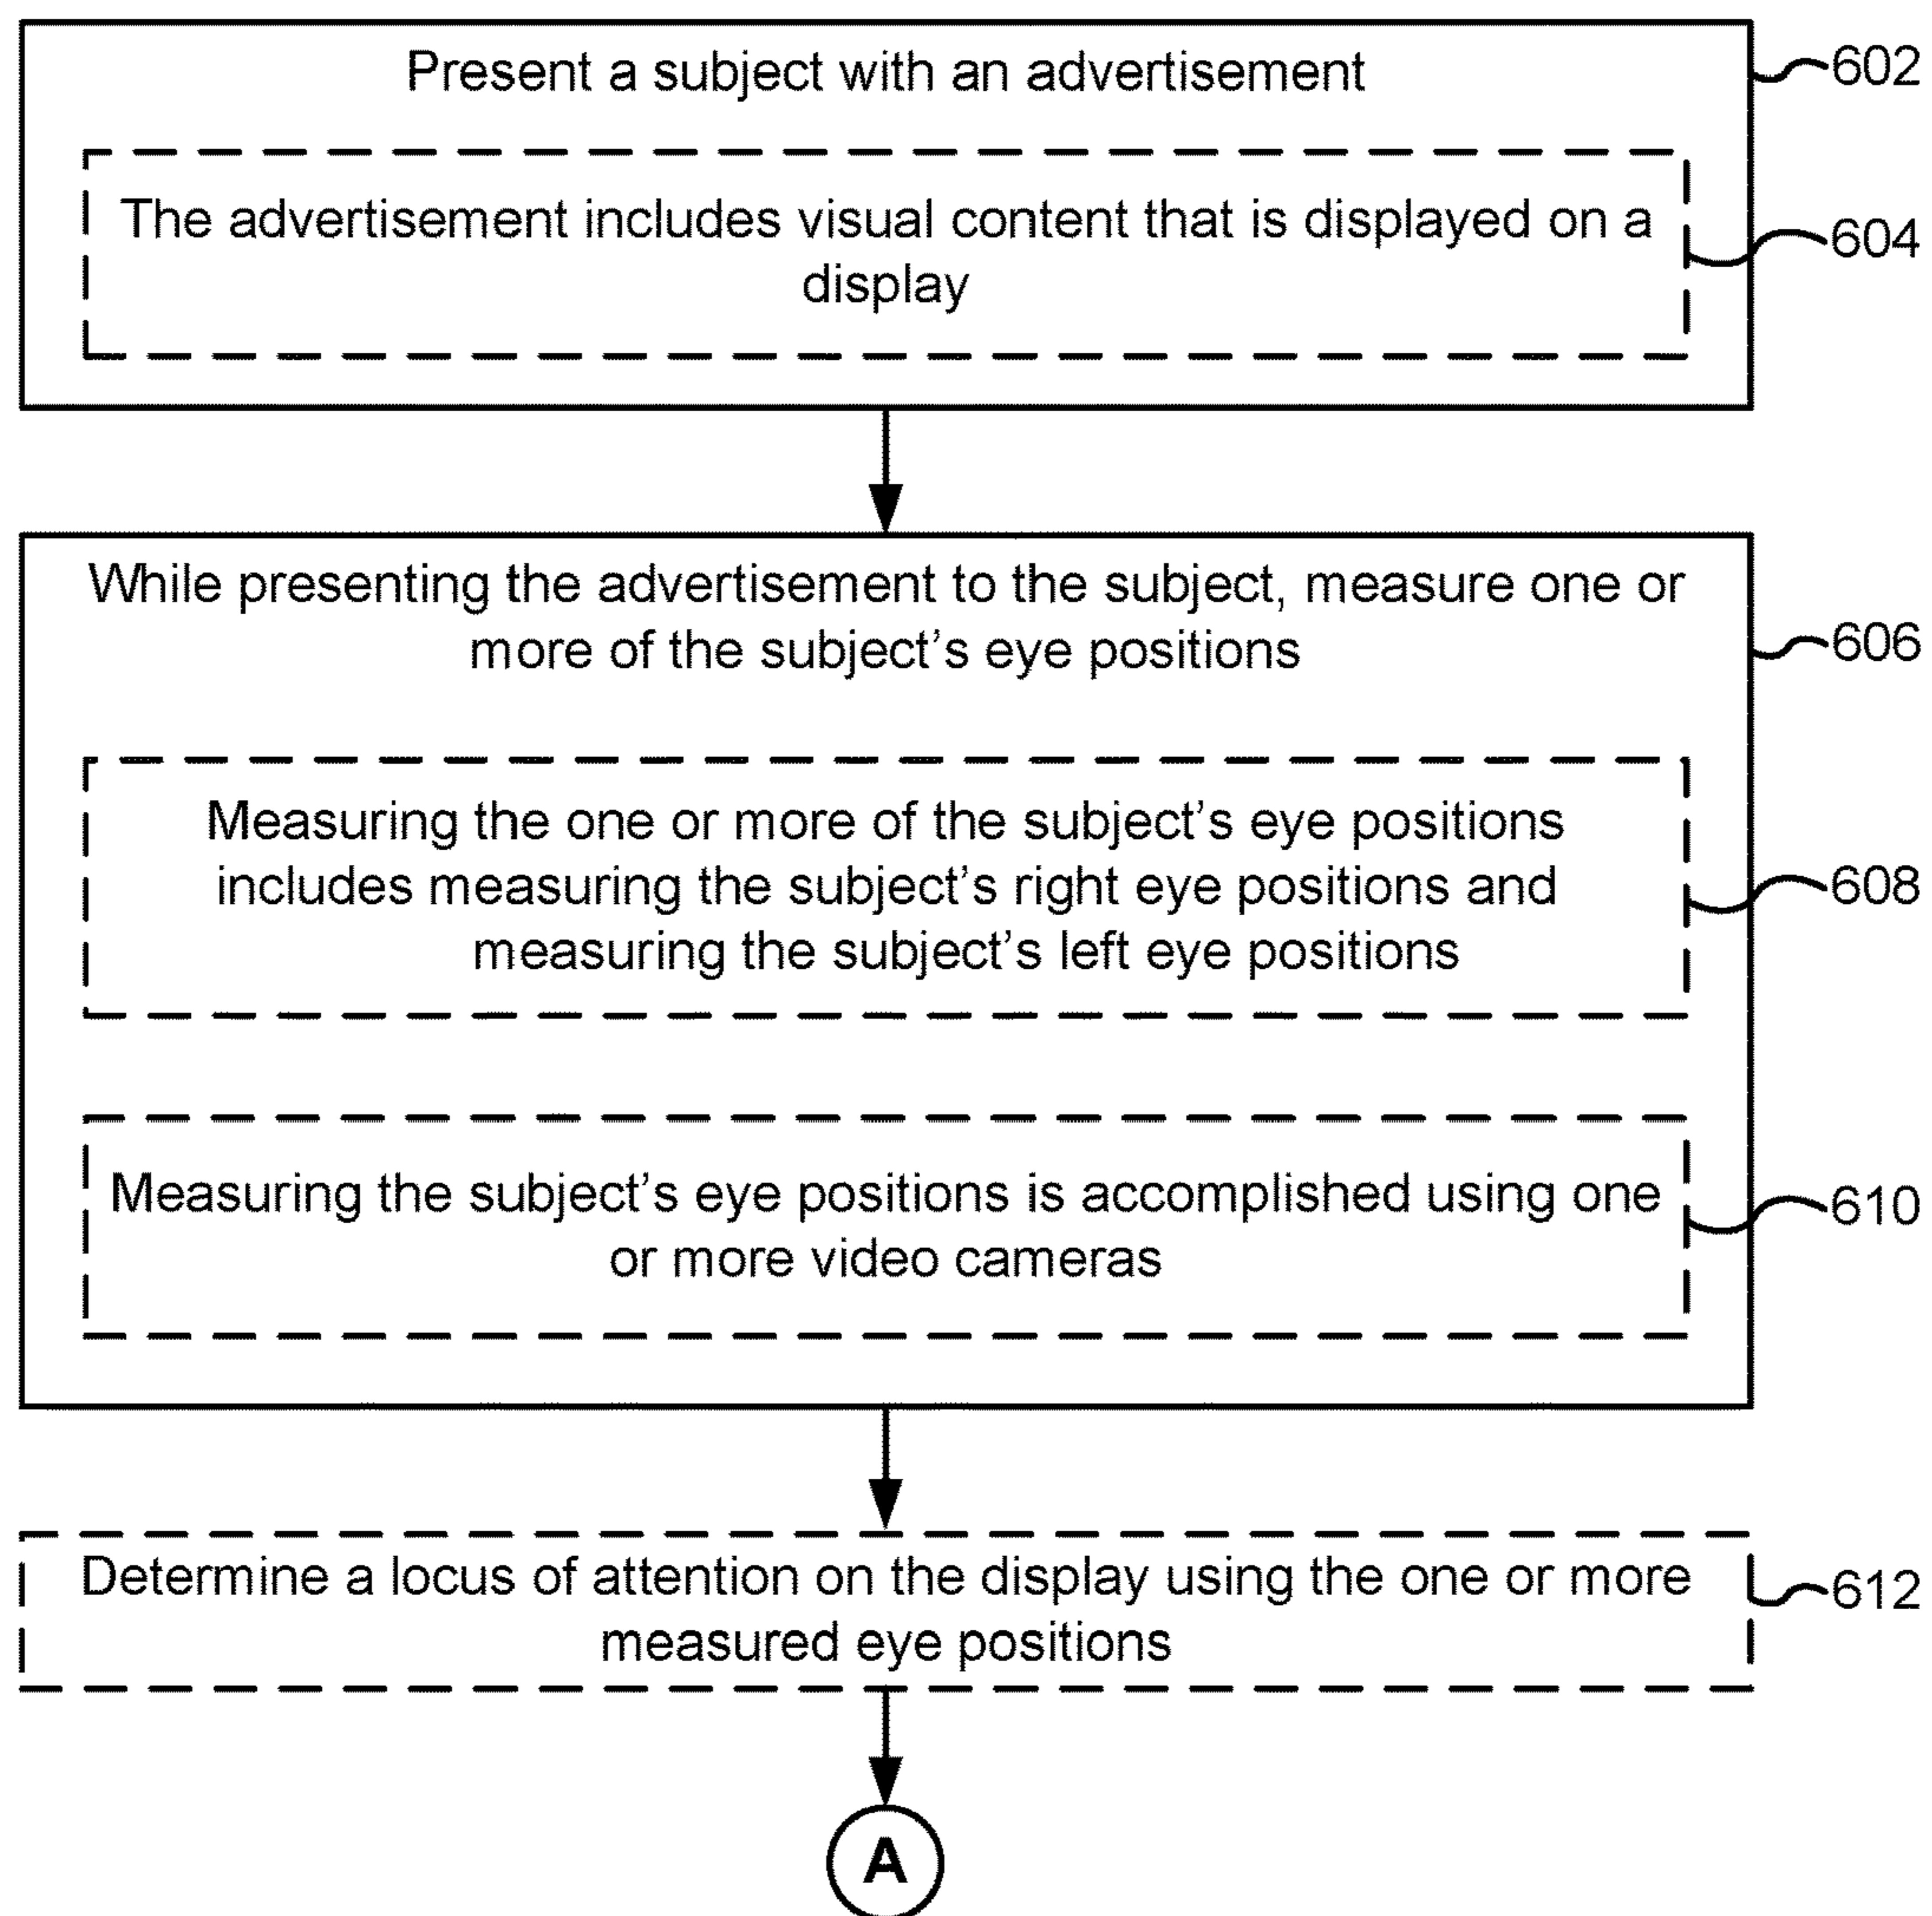 Present a subject with an advertisement
602
The advertisement includes visual content that is displayed on a
display
604
While presenting the advertisement to the subject, measure one or
more of the subject’s eye positions
606
Measuring the one or more of the subject’s eye positions
includes measuring the subject’s right eye positions and
measuring the subject’s left eye positions
608
Measuring the subject’s eye positions is accomplished using one
or more video cameras
610
Determine a locus of attention on the display using the one or more
measured eye positions
612
A